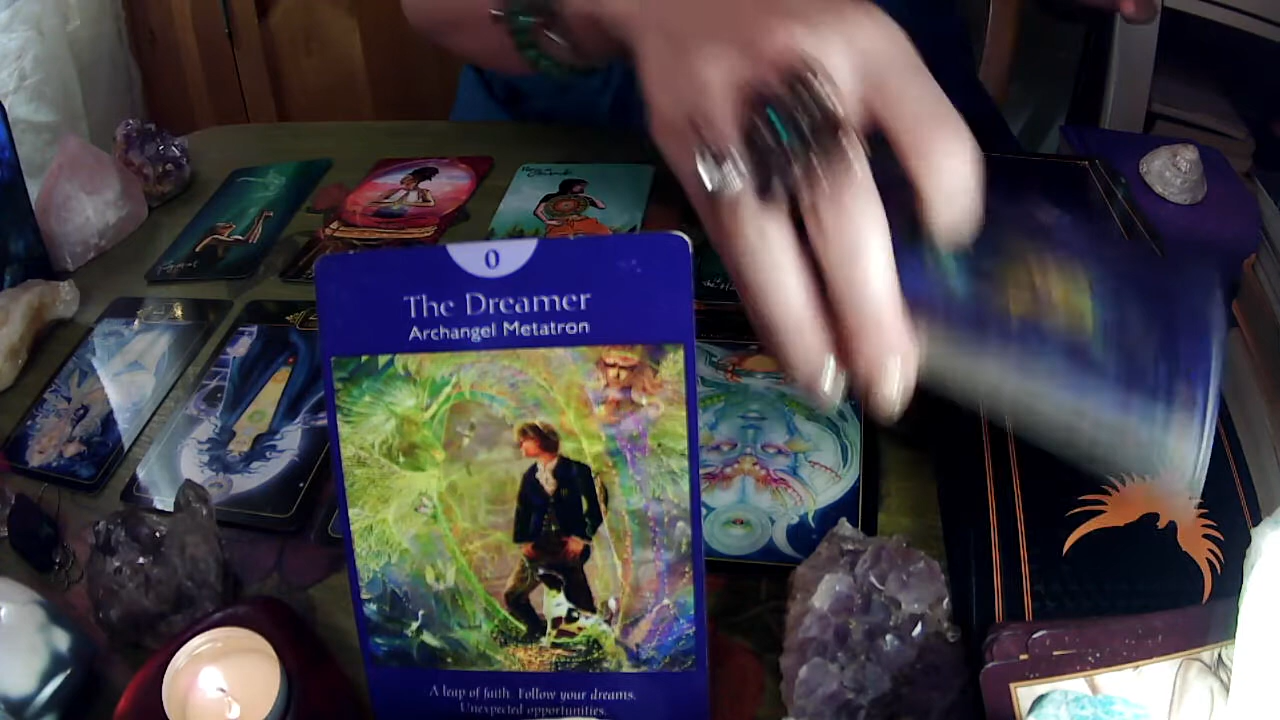 0
The Dreamer
Archangel Metatron
A leap of faith. Follow your dreams.
Unexpected opportunities.